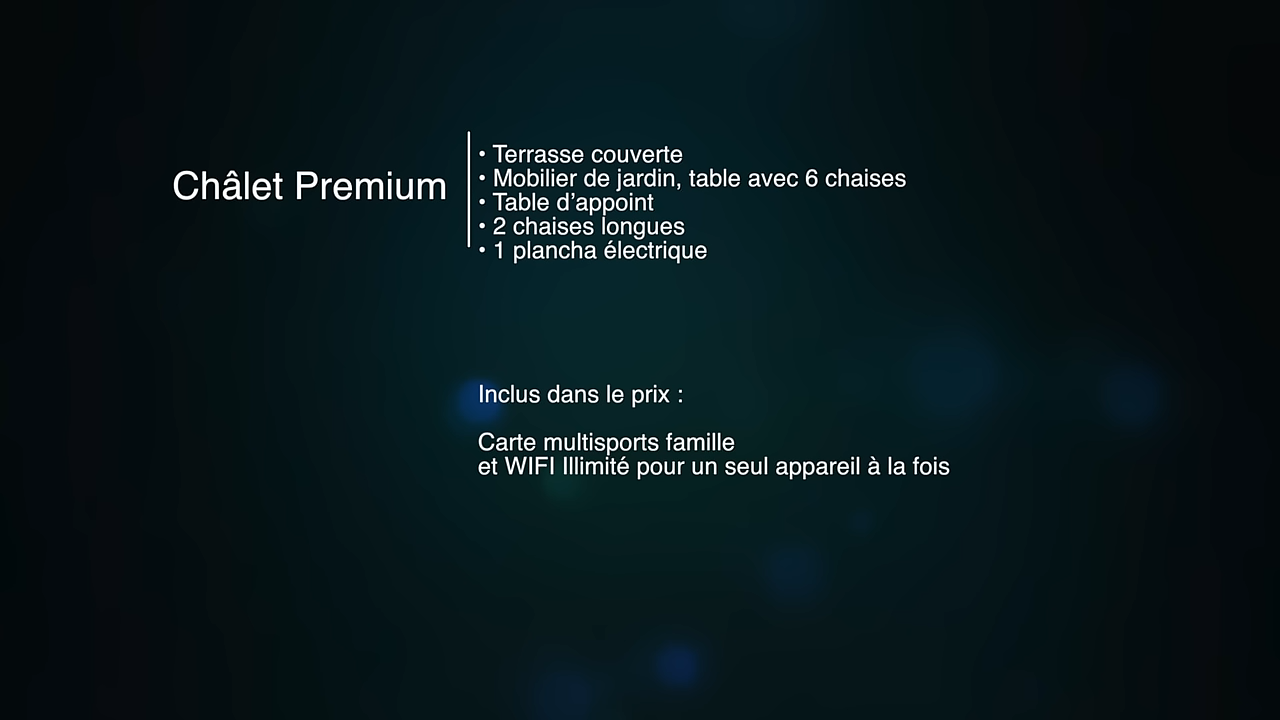 Châlet Premium
• Terrasse couverte
• Mobilier de jardin, table avec 6 chaises
• Table d’appoint
• 2 chaises longues
• 1 plancha électrique
Inclus dans le prix :
Carte multisports famille
et WIFI Illimité pour un seul appareil à la fois